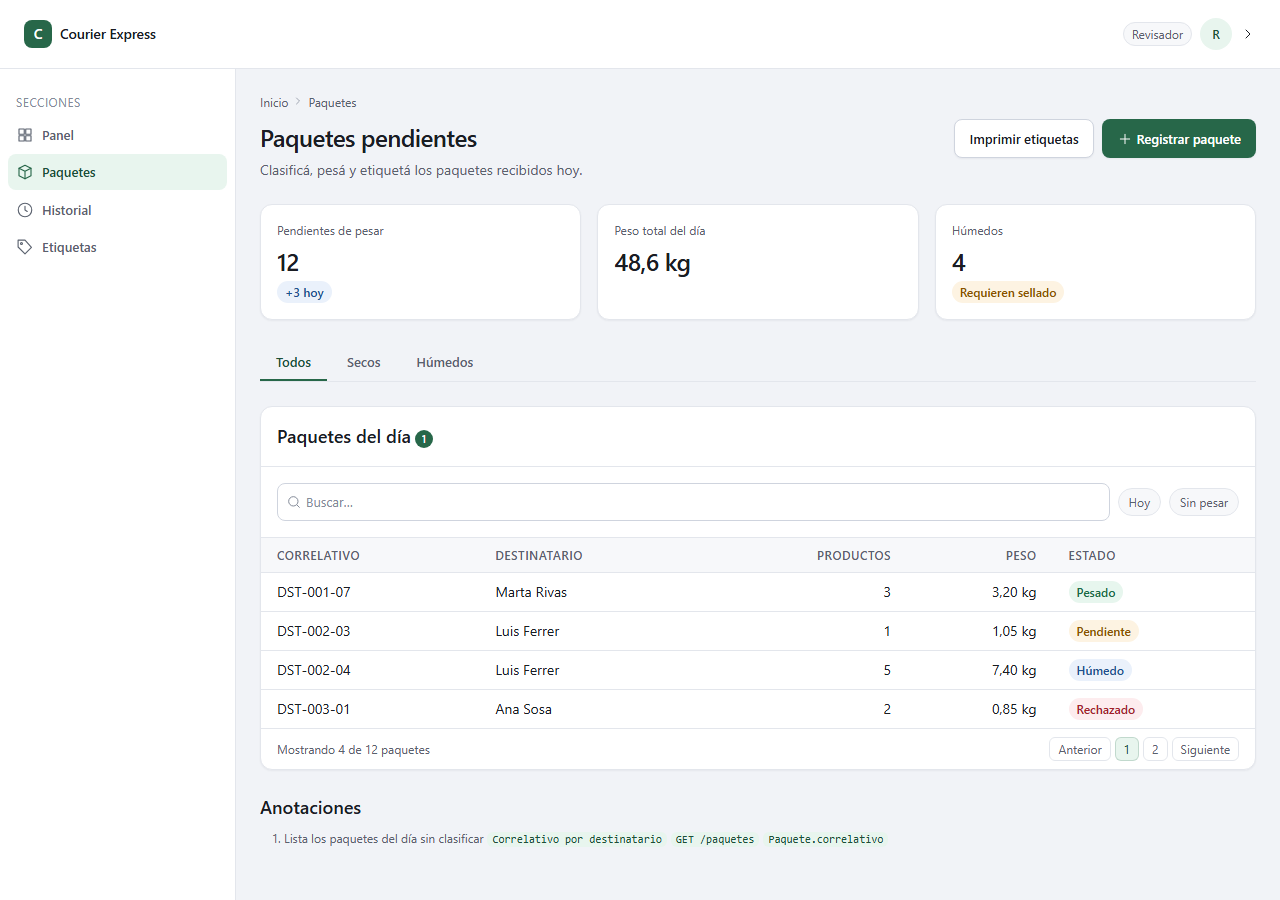 C Courier Express
Revisador R
SECCIONES
Panel
Paquetes
Historial
Etiquetas
Inicio Paquetes
Paquetes pendientes
Clasificá, pesá y etiquetá los paquetes recibidos hoy.
Imprimir etiquetas
Registrar paquete
Pendientes de pesar
12
+3 hoy
Peso total del día
48,6 kg
Húmedos
4
Requieren sellado
Todos Secos Húmedos
Paquetes del día 1
Buscar... Hoy Sin pesar
CORRELATIVO DESTINATARIO PRODUCTOS PESO ESTADO
DST-001-07 Marta Rivas 3 3,20 kg Pesado
DST-002-03 Luis Ferrer 1 1,05 kg Pendiente
DST-002-04 Luis Ferrer 5 7,40 kg Húmedo
DST-003-01 Ana Sosa 2 0,85 kg Rechazado
Mostrando 4 de 12 paquetes Anterior 1 2 Siguiente
Anotaciones
1. Lista los paquetes del día sin clasificar Correlativo por destinatario GET /paquetes Paquete.correlativo